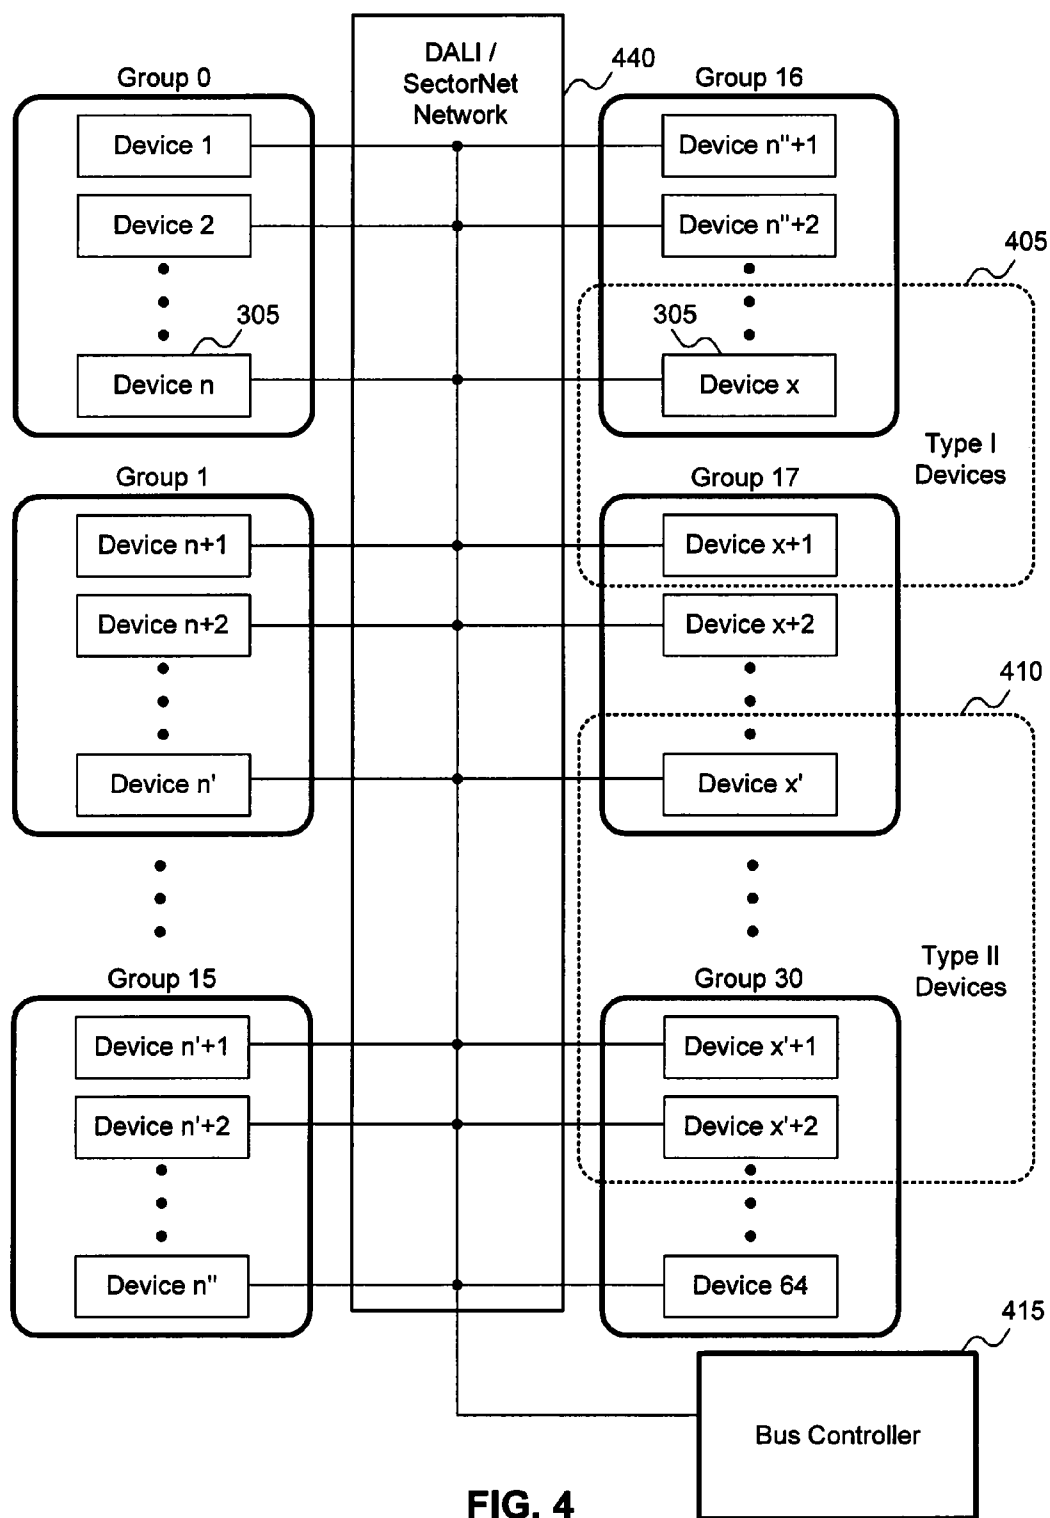 DALI /
SectorNet
Network
440
Group 0
Device 1
Device 2
305
Device n
Group 16
Device n"+1
Device n"+2
405
305
Device x
Type I
Devices
Group 1
Device n+1
Device n+2
Device n'
Group 17
Device x+1
Device x+2
410
Device x'
Type II
Devices
Group 15
Device n'+1
Device n'+2
Device n"
Group 30
Device x'+1
Device x'+2
Device 64
415
Bus Controller
FIG. 4